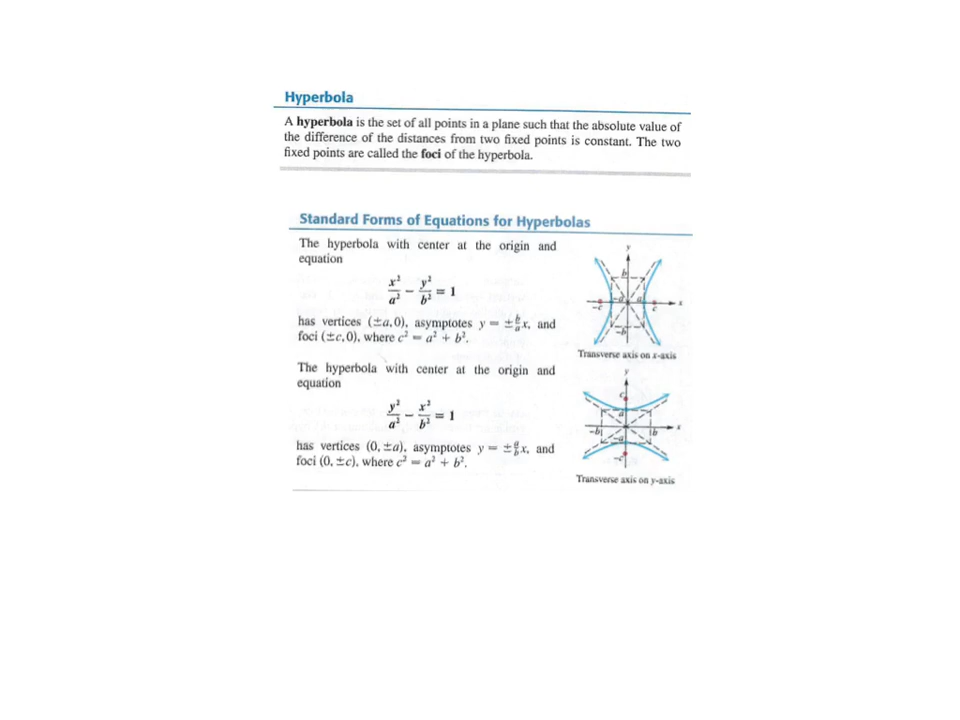 Hyperbola
A hyperbola is the set of all points in a plane such that the absolute value of
the difference of the distances from two fixed points is constant. The two
fixed points are called the foci of the hyperbola.
Standard Forms of Equations for Hyperbolas
The hyperbola with center at the origin and
equation
x²/a² − y²/b² = 1
has vertices (±a, 0), asymptotes y = ±b/a x, and
foci (±c, 0), where c² = a² + b².
y
b
−c −a a c x
−b
Transverse axis on x-axis
The hyperbola with center at the origin and
equation
y²/a² − x²/b² = 1
has vertices (0, ±a), asymptotes y = ±a/b x, and
foci (0, ±c), where c² = a² + b².
y
c
a
−b b x
−a
−c
Transverse axis on y-axis